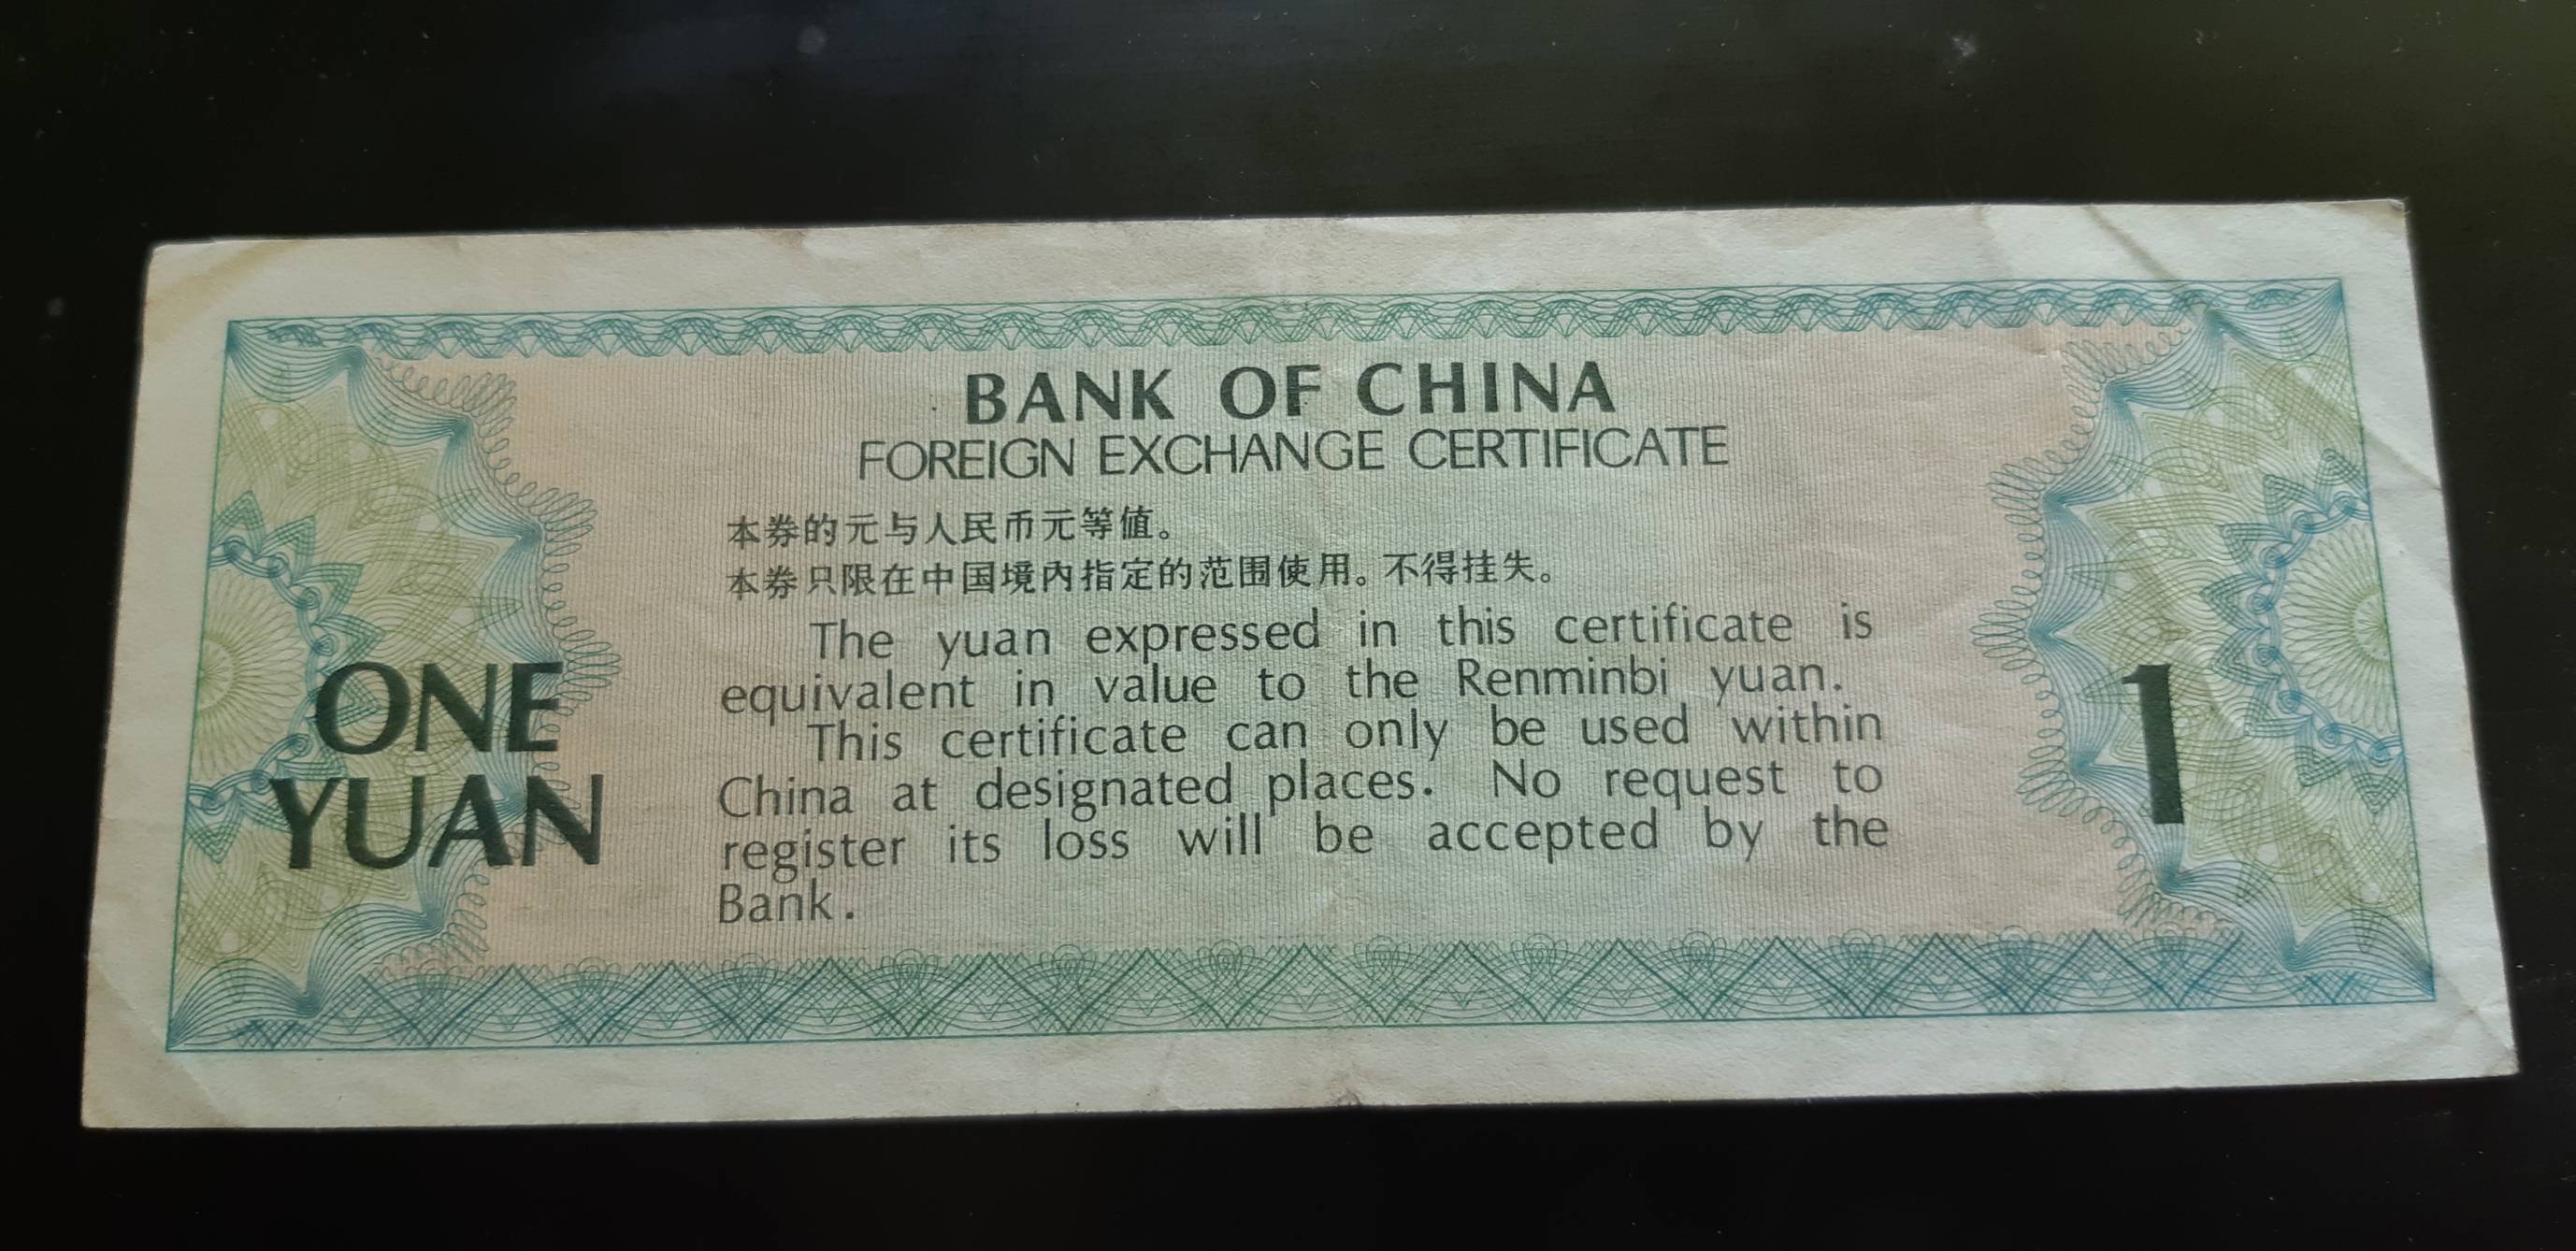 BANK OF CHINA
FOREIGN EXCHANGE CERTIFICATE
本券的元与人民币元等值。
本券只限在中国境内指定的范围使用。不得挂失。
The yuan expressed in this certificate is
equivalent in value to the Renminbi yuan.
This certificate can only be used within
China at designated places. No request to
register its loss will be accepted by the
Bank.
ONE
YUAN
1